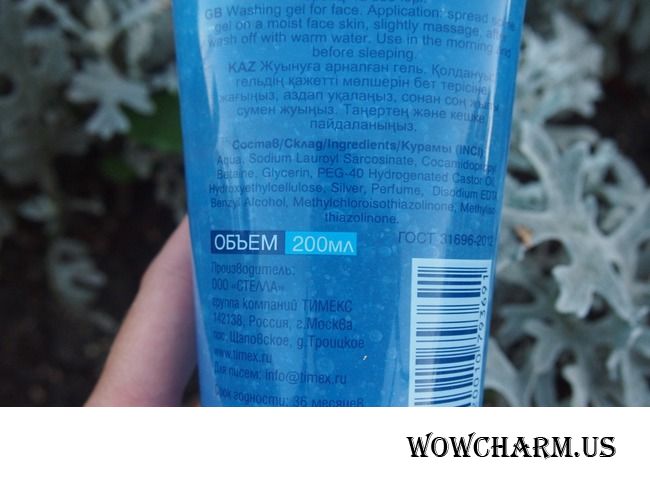 GB Washing gel for face. Application: spread some
gel on a moist face skin, slightly massage, after
wash off with warm water. Use in the morning and
before sleeping.
KAZ Жуынуға арналған гель. Қолдануы:
гельдің қажетті мөлшерін бет терісіне
жағыңыз, аздап уқалаңыз, сонан соң жылы
сумен жуыңыз. Таңертең және кешке
пайдаланыңыз.
Состав/Склад/Ingredients/Курамы (INCI):
Aqua, Sodium Lauroyl Sarcosinate, Cocamidopropyl
Betaine, Glycerin, PEG-40 Hydrogenated Castor Oil,
Hydroxyethylcellulose, Silver, Perfume, Disodium EDTA
Benzyl Alcohol, Methylchloroisothiazolinone, Methyliso
thiazolinone.
ОБЪЕМ 200МЛ ГОСТ 31696-2012
Производитель:
ООО «СТЕЛЛА»
группа компаний ТИМЕКС
142138, Россия, г.Москва,
пос. Щаповское, д.Троицкое
www.timex.ru
Для писем: info@timex.ru
Срок годности: 36 месяцев
WOWCHARM.US